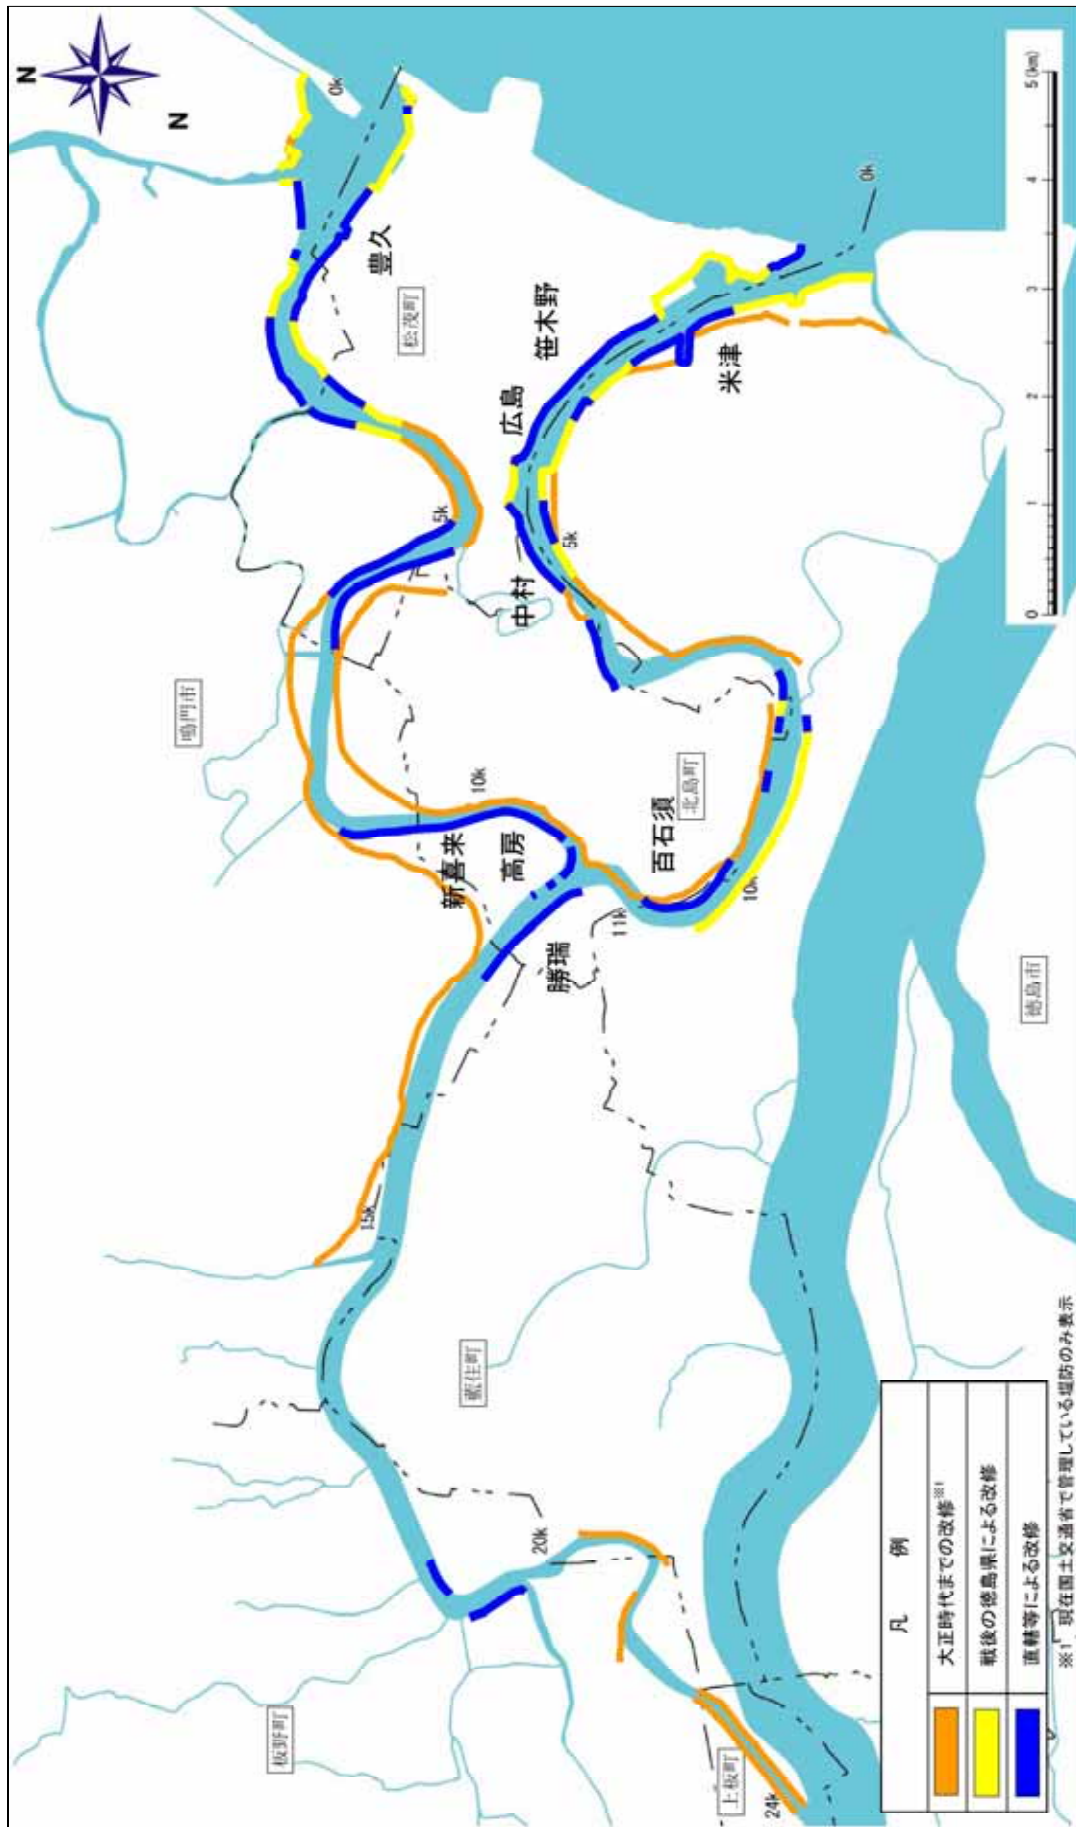 N
N
0k
豊久
松茂町
笹木野
広島
米津
0k
5k
5k
中村
鳴門市
北島町
10k
新喜来
高房
百石須
10k
11k
勝瑞
徳島市
15k
藍住町
20k
板野町
上板町
24k
0
1
2
3
4
5 (km)
凡 例
大正時代までの改修※1
戦後の徳島県による改修
直轄等による改修
※1 現在国土交通省で管理している堤防のみ表示